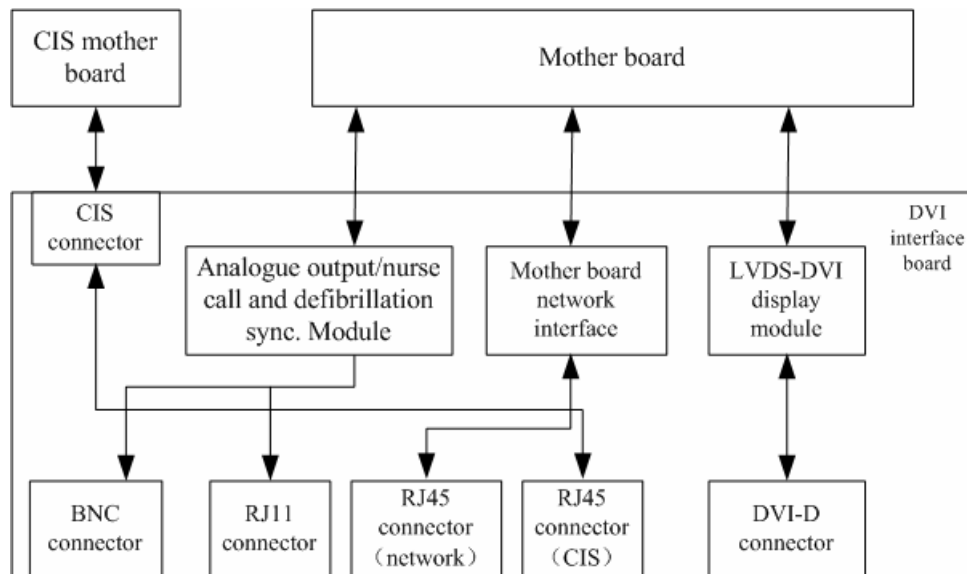 CIS mother
board
Mother board
CIS
connector
DVI
interface
board
Analogue output/nurse
call and defibrillation
sync. Module
Mother board
network
interface
LVDS-DVI
display
module
BNC
connector
RJ11
connector
RJ45
connector
（network）
RJ45
connector
（CIS）
DVI-D
connector